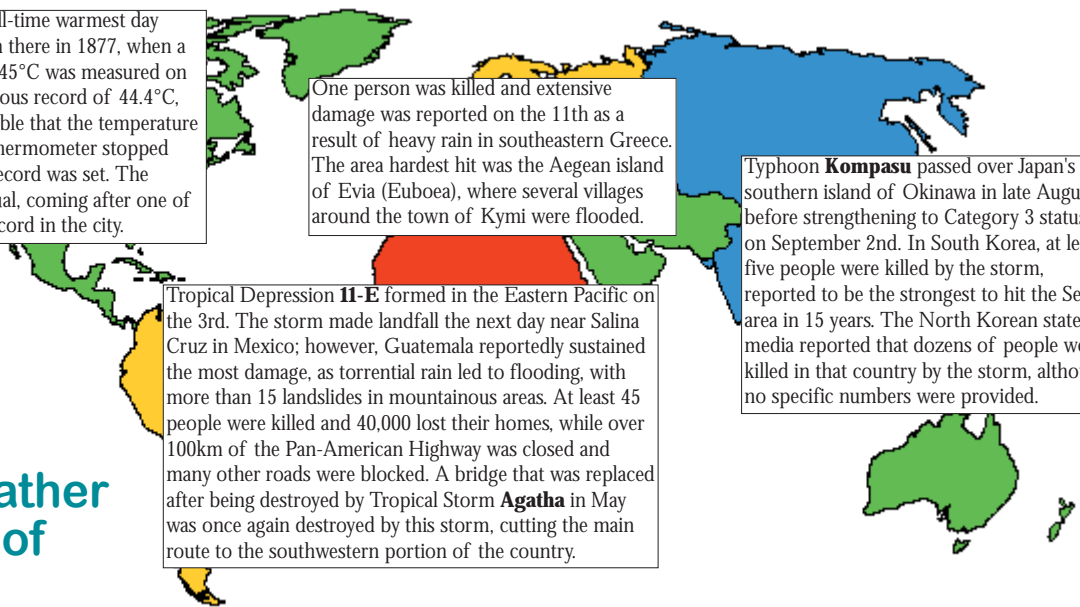 ll-time warmest day
there in 1877, when a
45°C was measured on
ous record of 44.4°C,
ble that the temperature
hermometer stopped
ecord was set. The
al, coming after one of
cord in the city.
One person was killed and extensive
damage was reported on the 11th as a
result of heavy rain in southeastern Greece.
The area hardest hit was the Aegean island
of Evia (Euboea), where several villages
around the town of Kymi were flooded.
Typhoon Kompasu passed over Japan's
southern island of Okinawa in late Augu
before strengthening to Category 3 status
on September 2nd. In South Korea, at le
five people were killed by the storm,
reported to be the strongest to hit the Se
area in 15 years. The North Korean state
media reported that dozens of people we
killed in that country by the storm, altho
no specific numbers were provided.
Tropical Depression 11-E formed in the Eastern Pacific on
the 3rd. The storm made landfall the next day near Salina
Cruz in Mexico; however, Guatemala reportedly sustained
the most damage, as torrential rain led to flooding, with
more than 15 landslides in mountainous areas. At least 45
people were killed and 40,000 lost their homes, while over
100km of the Pan-American Highway was closed and
many other roads were blocked. A bridge that was replaced
after being destroyed by Tropical Storm Agatha in May
was once again destroyed by this storm, cutting the main
route to the southwestern portion of the country.
ather
of